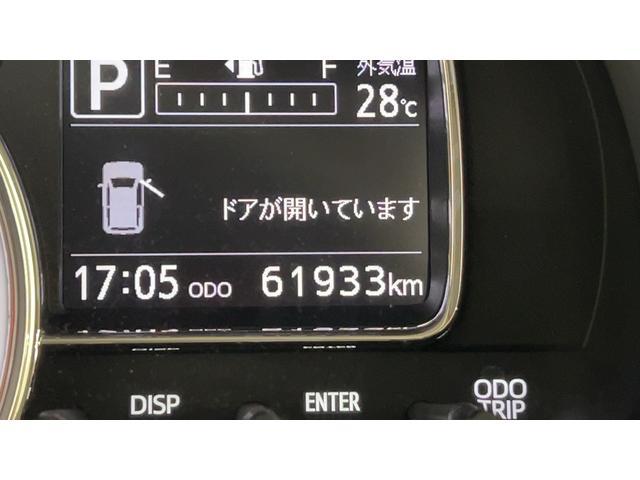 P E F 外気温
28℃
ドアが開いています
17:05 ODO 61933km
DISP ENTER ODO TRIP